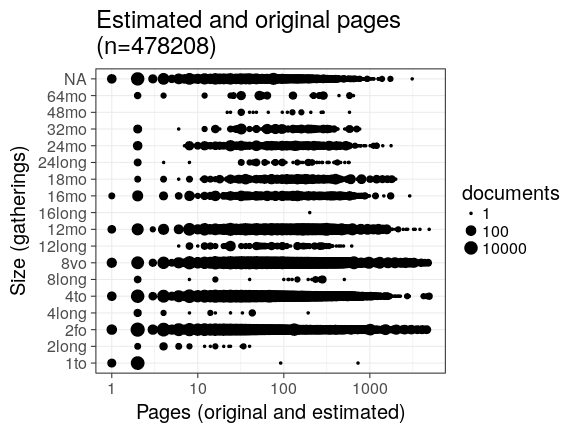 Estimated and original pages
(n=478208)
Size (gatherings)
NA
64mo
48mo
32mo
24mo
24long
18mo
16mo
16long
12mo
12long
8vo
8long
4to
4long
2fo
2long
1to
1 10 100 1000
Pages (original and estimated)
documents
1
100
10000